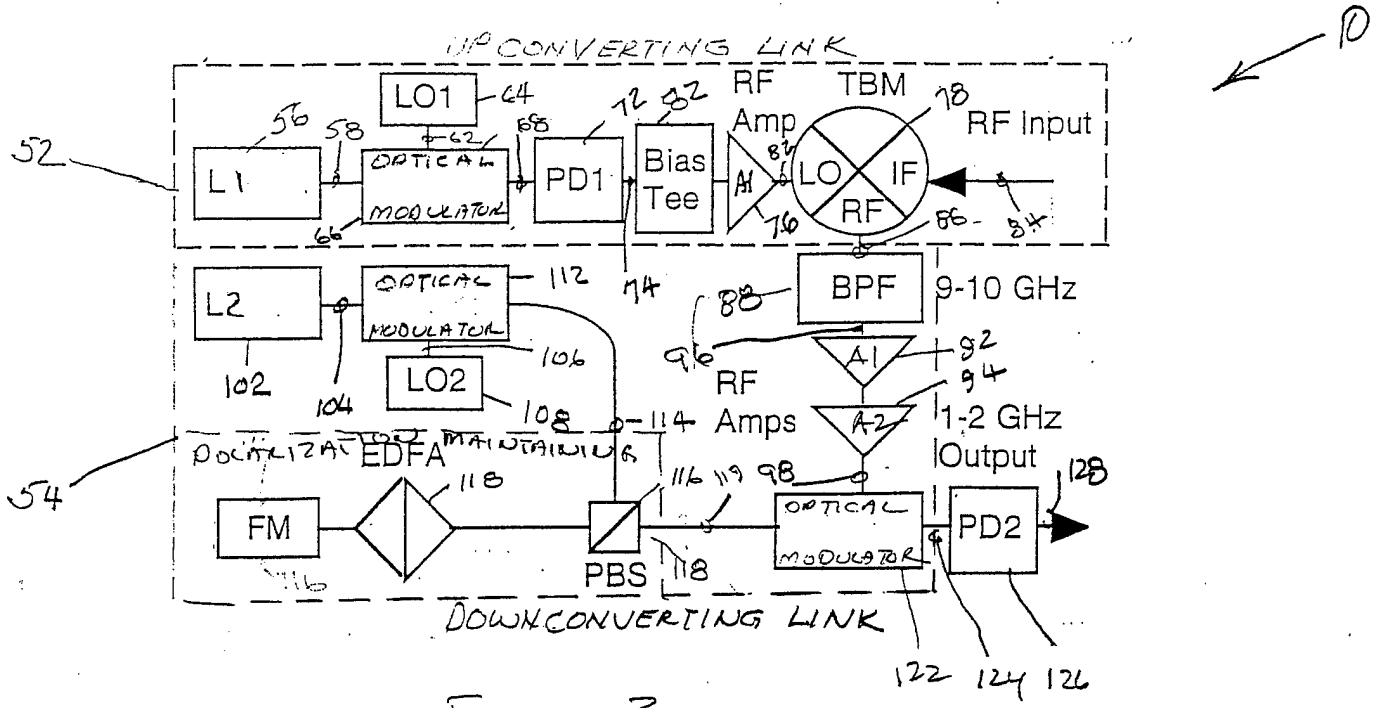 UPCONVERTING LINK
10
52
56
L1
58
LO1
64
62
OPTICAL
MODULATOR
66
68
72
PD1
74
82
Bias
Tee
RF
Amp
A1
76
82
TBM
78
LO
IF
RF
RF Input
84
86
L2
102
104
OPTICAL
MODULATOR
112
106
LO2
108
114
88
BPF
9-10 GHz
96
A1
92
94
RF
Amps
A2
1-2 GHz
Output
98
54
POLARIZATION MAINTAINING
EDFA
118
FM
116
116
119
PBS
118
OPTICAL
MODULATOR
PD2
128
DOWNCONVERTING LINK
122
124
126